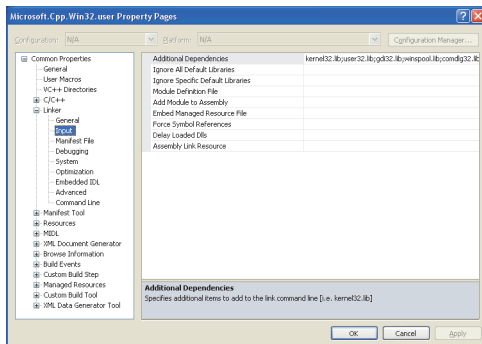 Microsoft.Cpp.Win32.user Property Pages
Configuration: N/A Platform: N/A Configuration Manager...
Common Properties
General
User Macros
VC++ Directories
C/C++
Linker
General
Input
Manifest File
Debugging
System
Optimization
Embedded IDL
Advanced
Command Line
Manifest Tool
Resources
MIDL
XML Document Generator
Browse Information
Build Events
Custom Build Step
Managed Resources
Custom Build Tool
XML Data Generator Tool
Additional Dependencies kernel32.lib;user32.lib;gdi32.lib;winspool.lib;comdlg32.lib
Ignore All Default Libraries
Ignore Specific Default Libraries
Module Definition File
Add Module to Assembly
Embed Managed Resource File
Force Symbol References
Delay Loaded Dlls
Assembly Link Resource
Additional Dependencies
Specifies additional items to add to the link command line [i.e. kernel32.lib]
OK Cancel Apply